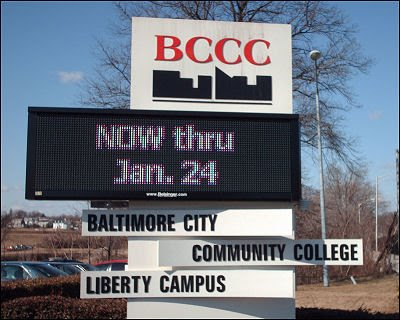 BCCC
NOW thru
Jan. 24
BALTIMORE CITY
COMMUNITY COLLEGE
LIBERTY CAMPUS